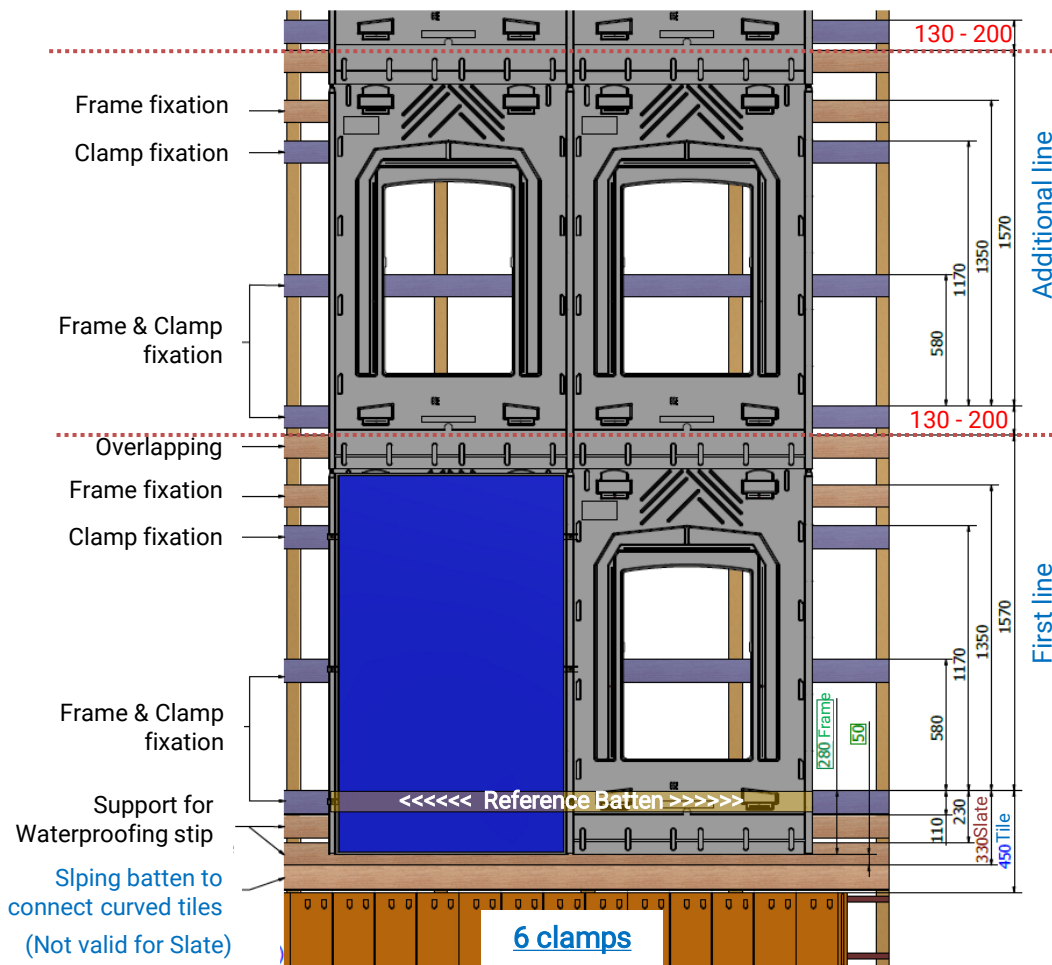 130 - 200
Frame fixation
Clamp fixation
1570
1350
1170
580
Additional line
Frame & Clamp
fixation
130 - 200
Overlapping
Frame fixation
Clamp fixation
1570
1350
1170
580
First line
Frame & Clamp
fixation
280 Frame
50
<<<<<< Reference Batten >>>>>>
Support for
Waterproofing stip
110
230
330Slate
450Tile
Slping batten to
connect curved tiles
(Not valid for Slate)
6 clamps
)